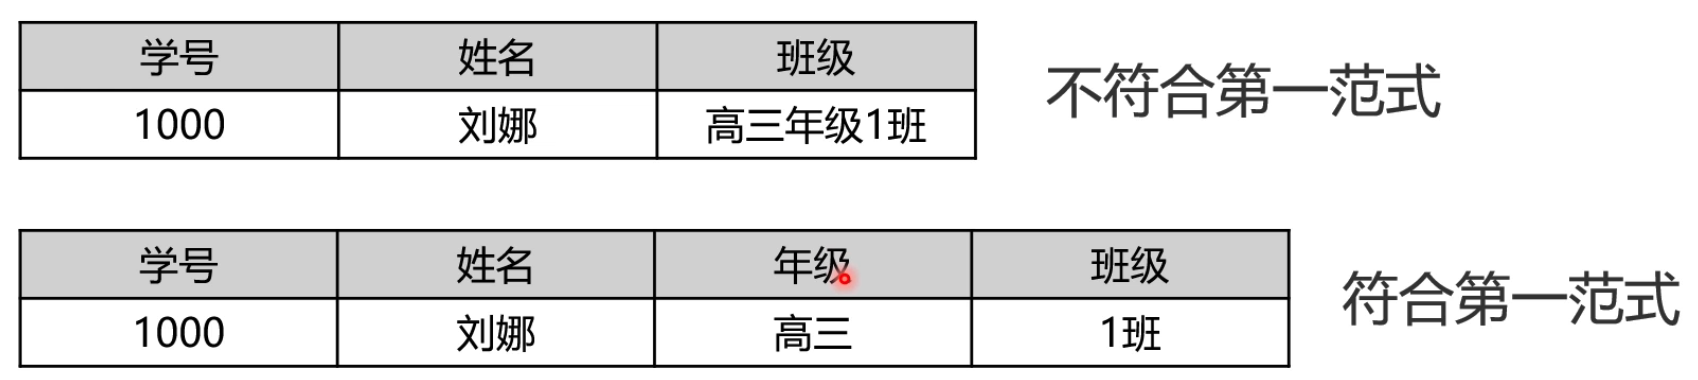 学号 姓名 班级
1000 刘娜 高三年级1班
不符合第一范式
学号 姓名 年级 班级
1000 刘娜 高三 1班
符合第一范式